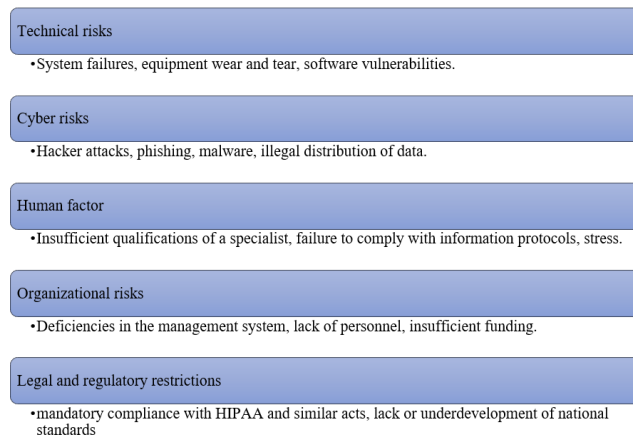 Technical risks
•System failures, equipment wear and tear, software vulnerabilities.
Cyber risks
•Hacker attacks, phishing, malware, illegal distribution of data.
Human factor
•Insufficient qualifications of a specialist, failure to comply with information protocols, stress.
Organizational risks
•Deficiencies in the management system, lack of personnel, insufficient funding.
Legal and regulatory restrictions
•mandatory compliance with HIPAA and similar acts, lack or underdevelopment of national
standards